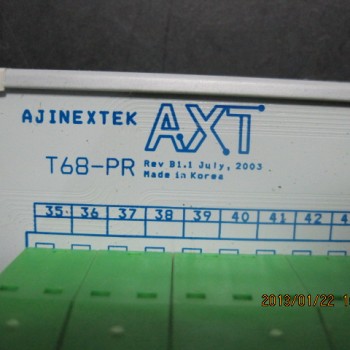 AJINEXTEK AXT
T68-PR Rev B1.1 July, 2003
Made in Korea
35 36 37 38 39 40 41 42
2013/01/22